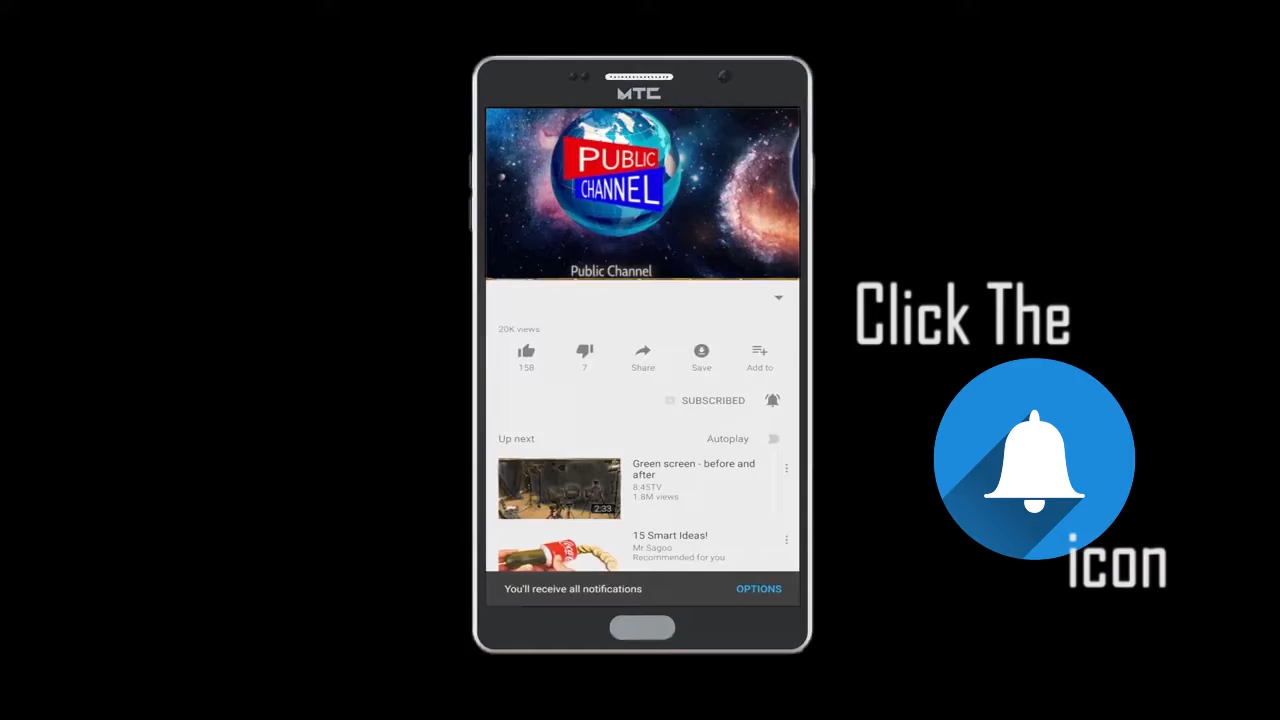 MTC
PUBLIC
CHANNEL
Public Channel
20K views
158
7
Share
Save
Add to
SUBSCRIBED
Up next
Autoplay
Green screen - before and
after
8:45TV
1.8M views
2:33
15 Smart Ideas!
Mr Sagoo
Recommended for you
You'll receive all notifications
OPTIONS
Click The
icon